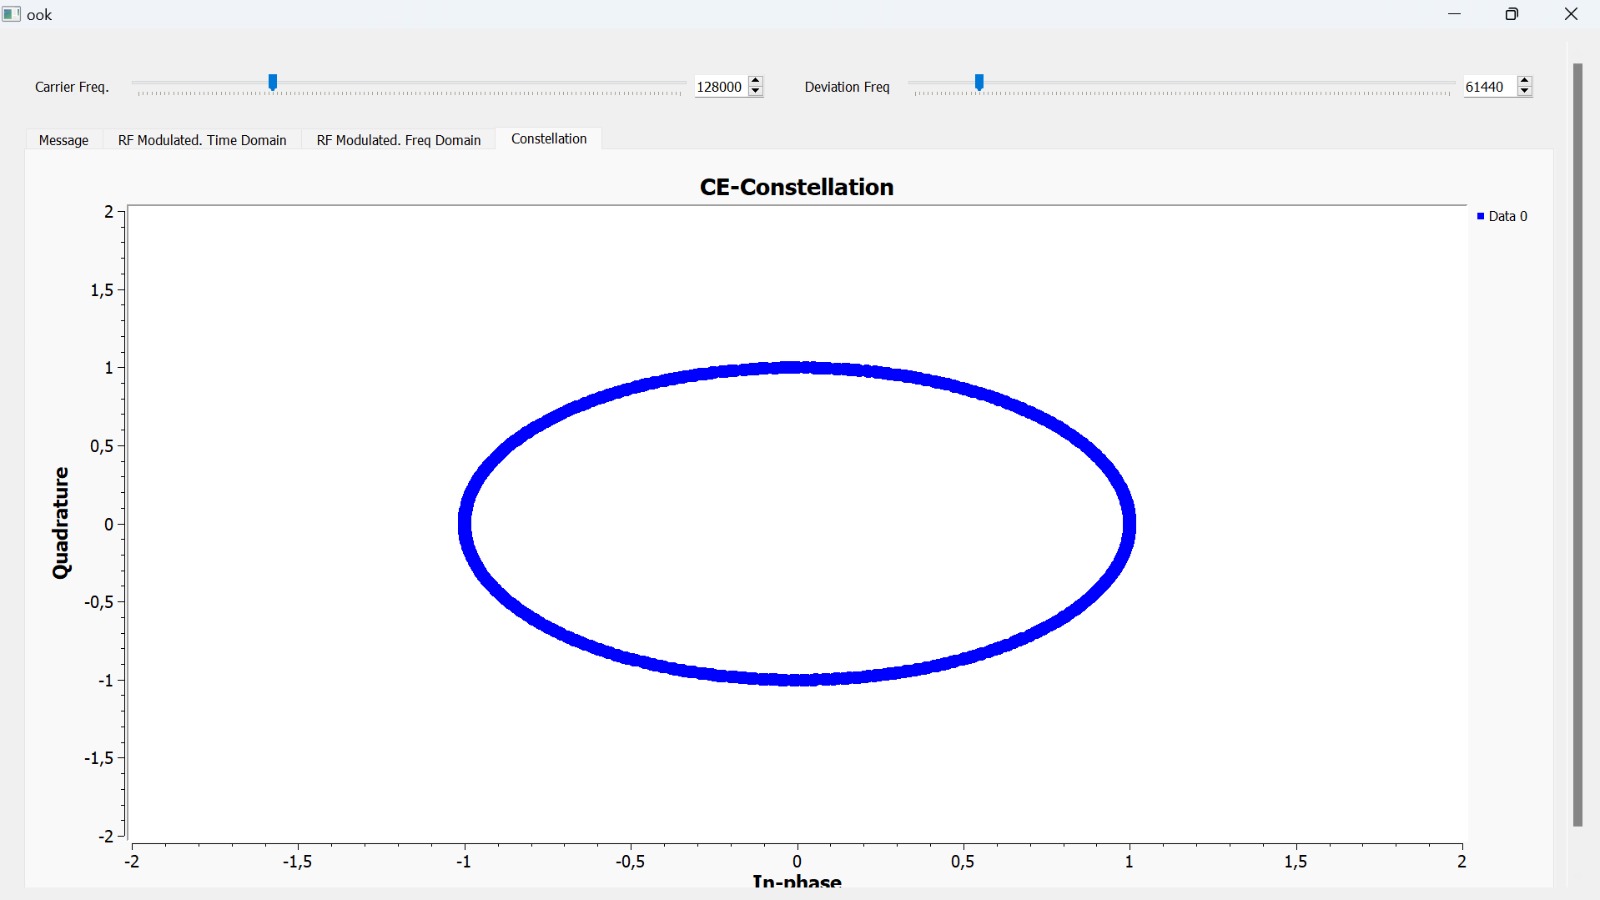 ook
Carrier Freq. 128000 Deviation Freq 61440
Message RF Modulated. Time Domain RF Modulated. Freq Domain Constellation
CE-Constellation
Data 0
2
1,5
1
0,5
0
-0,5
-1
-1,5
-2
Quadrature
-2 -1,5 -1 -0,5 0 0,5 1 1,5 2
In-phase